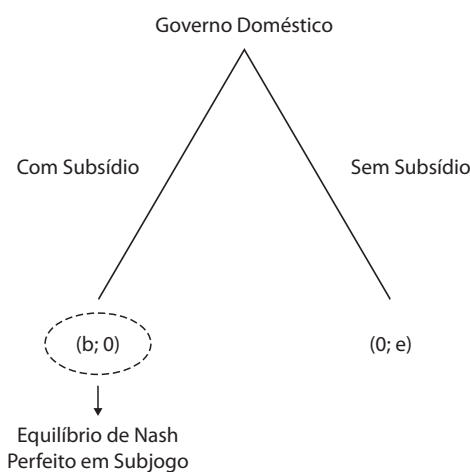 Governo Doméstico
Com Subsídio
Sem Subsídio
(b; 0)
(0; e)
Equilíbrio de Nash
Perfeito em Subjogo